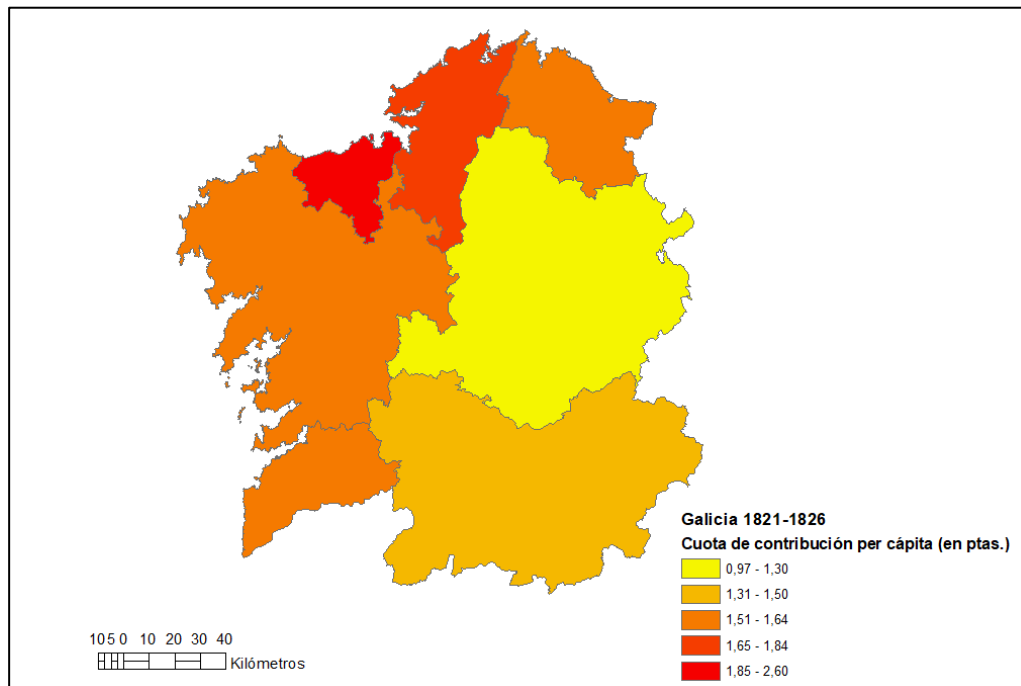 Galicia 1821-1826
Cuota de contribución per cápita (en ptas.)
0,97 - 1,30
1,31 - 1,50
1,51 - 1,64
1,65 - 1,84
1,85 - 2,60
10 5 0 10 20 30 40
Kilómetros